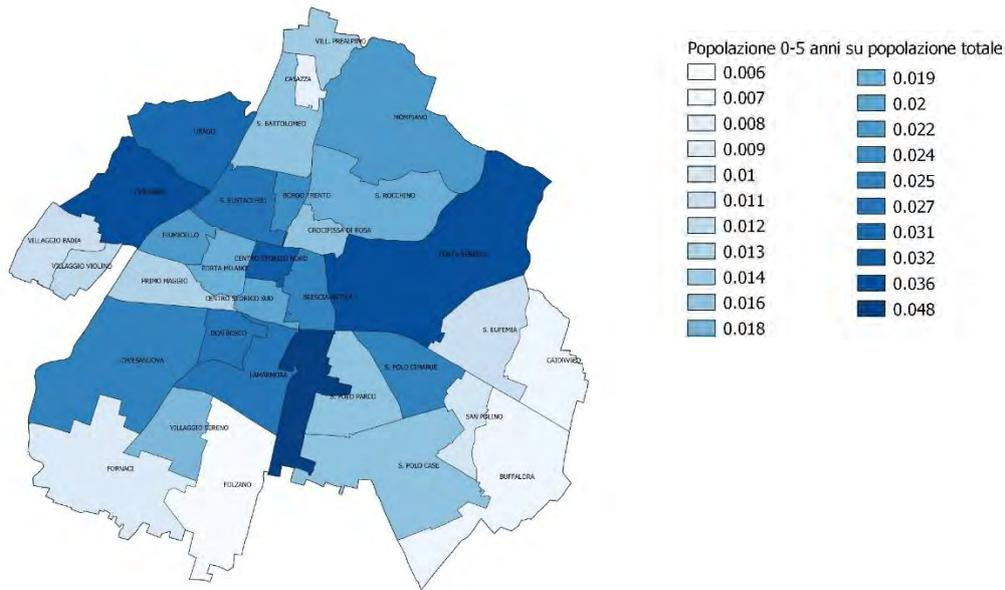 VILL. PREALPINO
CASAZZA
MOMPIANO
S. BARTOLOMEO
URAGO
S. ROCCHINO
S. EUSTACCHIO
BORGO TRENTO
CROCIFISSA DI ROSA
VILLAGGIO BADIA
FIUMICELLO
CENTRO STORICO NORD
PORTA MILANO
VILLAGGIO VIOLINO
PRIMO MAGGIO
CENTRO STORICO SUD
BRESCIA ANTICA
S. EUFEMIA
DON BOSCO
CHIESANUOVA
LAMARMORA
CAIONVICO
S. POLO PARCO
SAN POLINO
VILLAGGIO SERENO
S. POLO CASE
FORNACI
FOLZANO
BUFFALORA
Popolazione 0-5 anni su popolazione totale
0.006
0.007
0.008
0.009
0.01
0.011
0.012
0.013
0.014
0.016
0.018
0.019
0.02
0.022
0.024
0.025
0.027
0.031
0.032
0.036
0.048